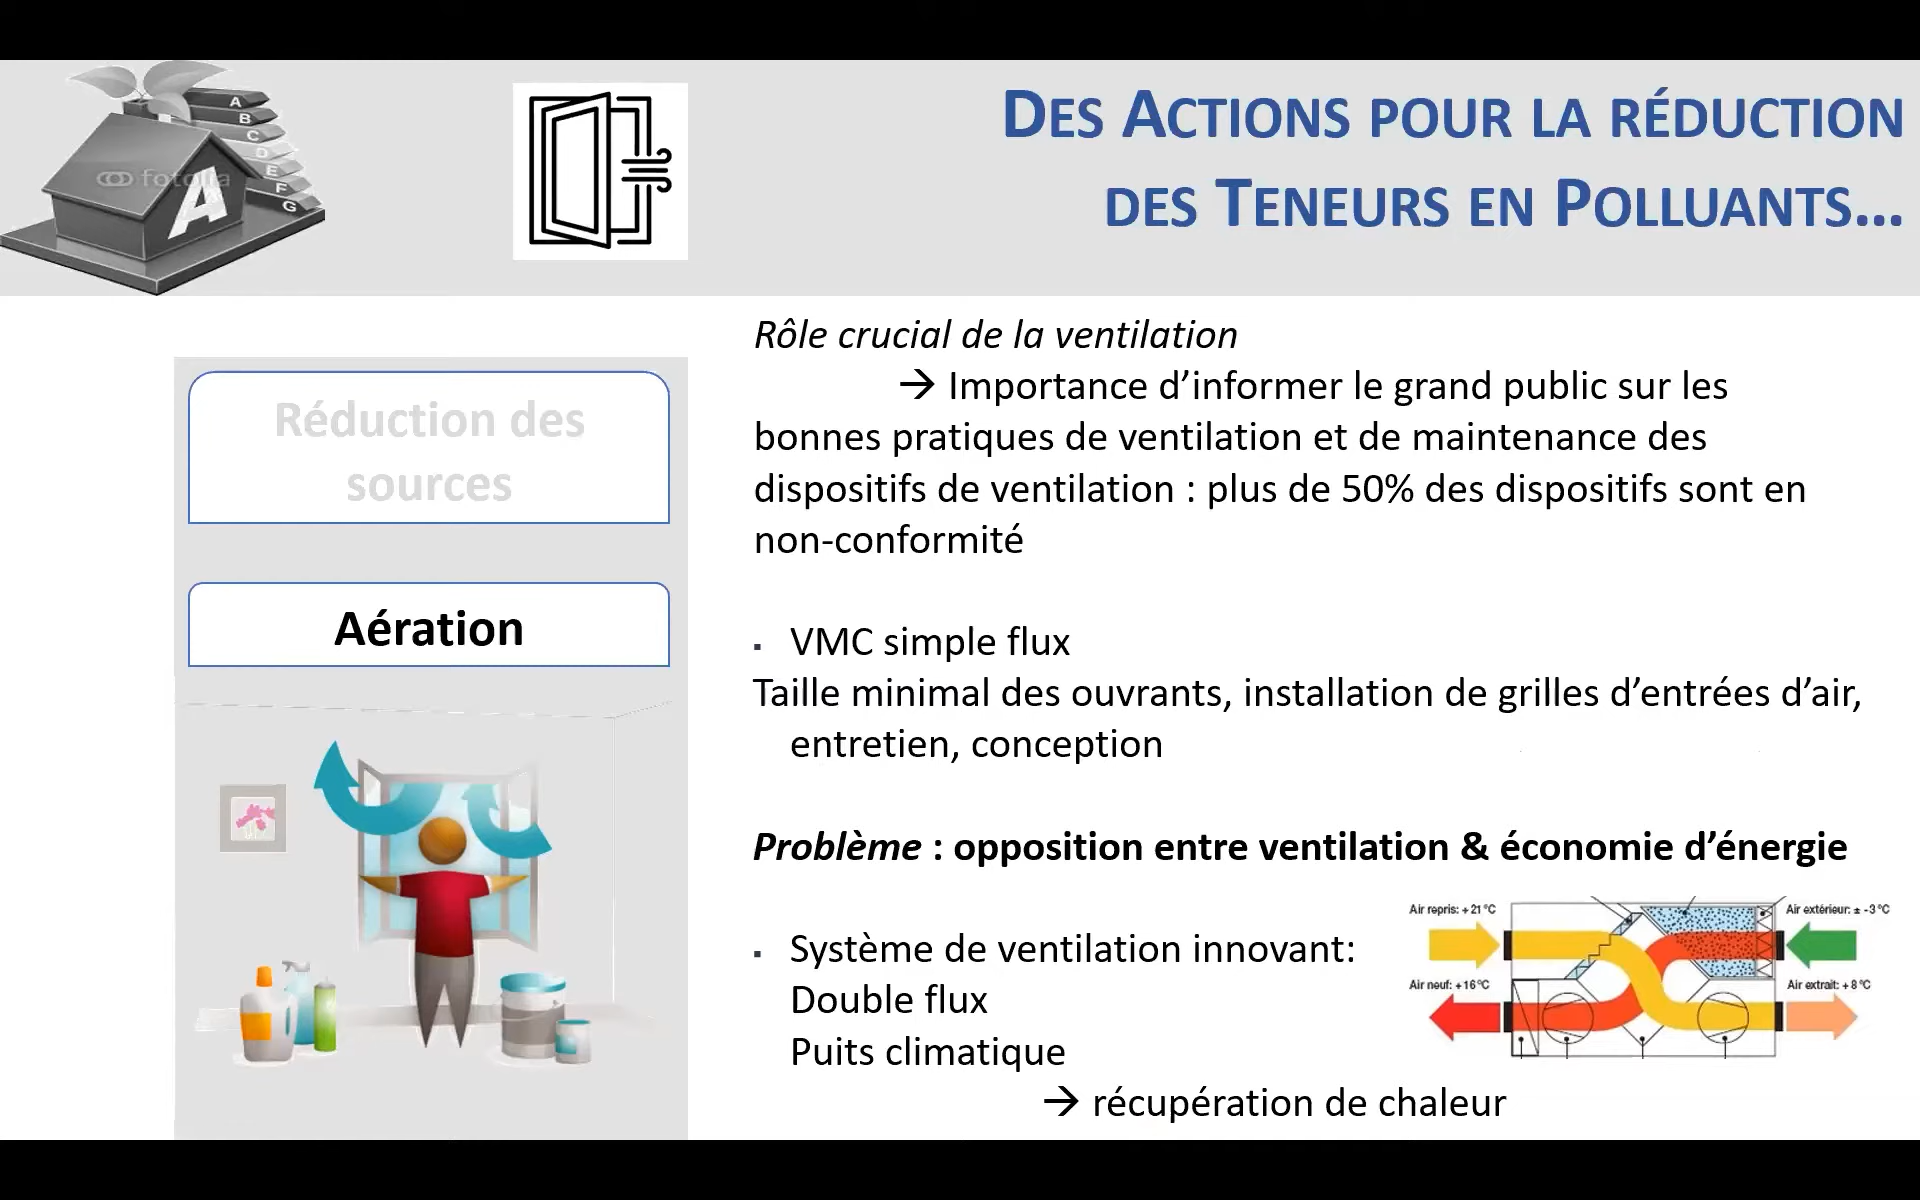 A
B
C
D
E
F
G
A
fotolia
DES ACTIONS POUR LA RÉDUCTION
DES TENEURS EN POLLUANTS...
Réduction des
sources
Aération
Rôle crucial de la ventilation
→ Importance d’informer le grand public sur les
bonnes pratiques de ventilation et de maintenance des
dispositifs de ventilation : plus de 50% des dispositifs sont en
non-conformité
▪ VMC simple flux
Taille minimal des ouvrants, installation de grilles d’entrées d’air,
entretien, conception
Problème : opposition entre ventilation & économie d’énergie
▪ Système de ventilation innovant:
Double flux
Puits climatique
→ récupération de chaleur
Air repris: +21°C
Air extérieur: ± -3°C
Air neuf: +16°C
Air extrait: +8°C